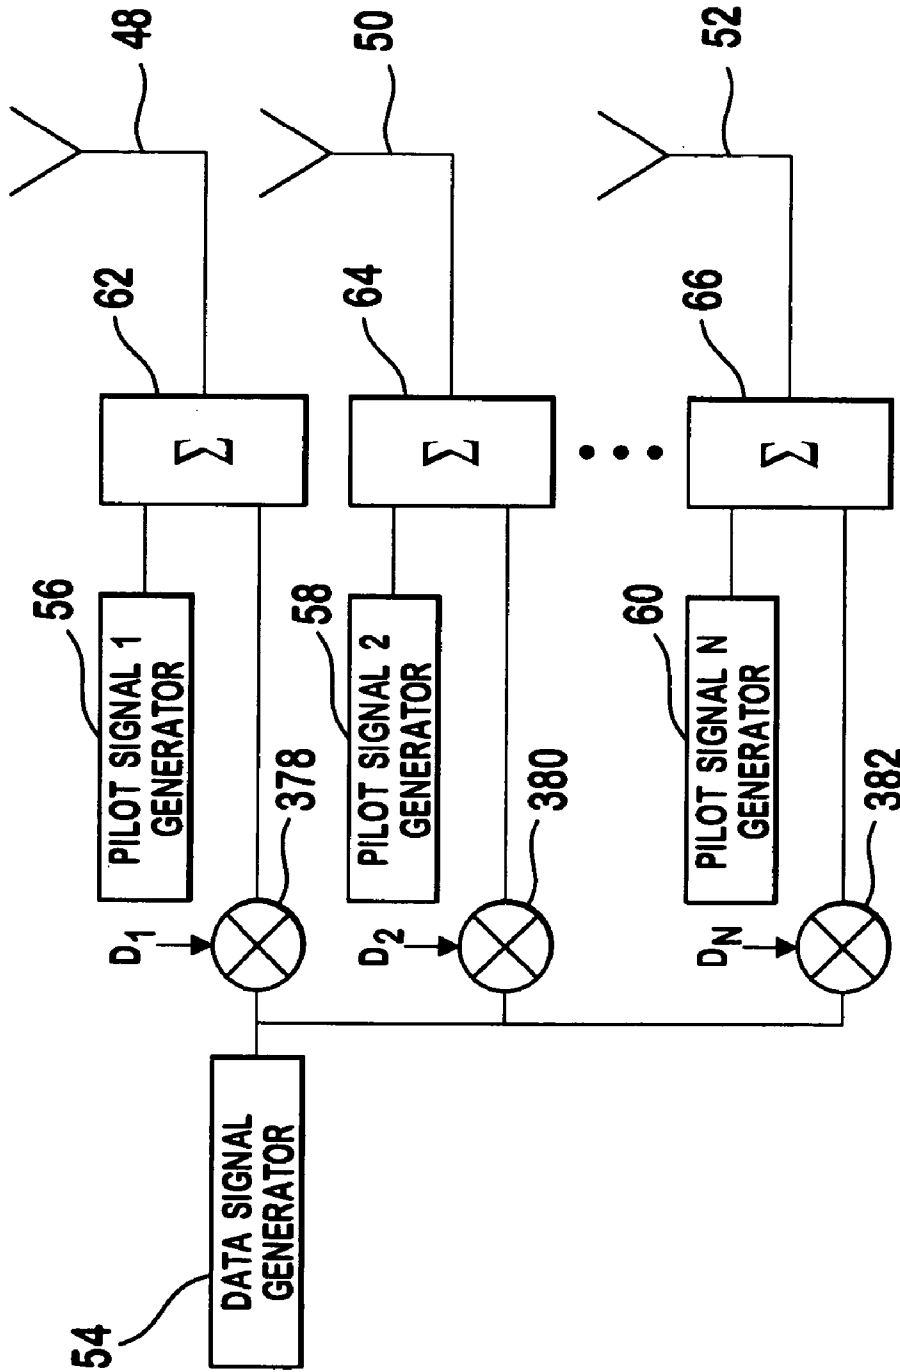 54
DATA SIGNAL
GENERATOR
D1
378
56
PILOT SIGNAL 1
GENERATOR
62
Σ
48
D2
380
58
PILOT SIGNAL 2
GENERATOR
64
Σ
50
DN
382
60
PILOT SIGNAL N
GENERATOR
66
Σ
52